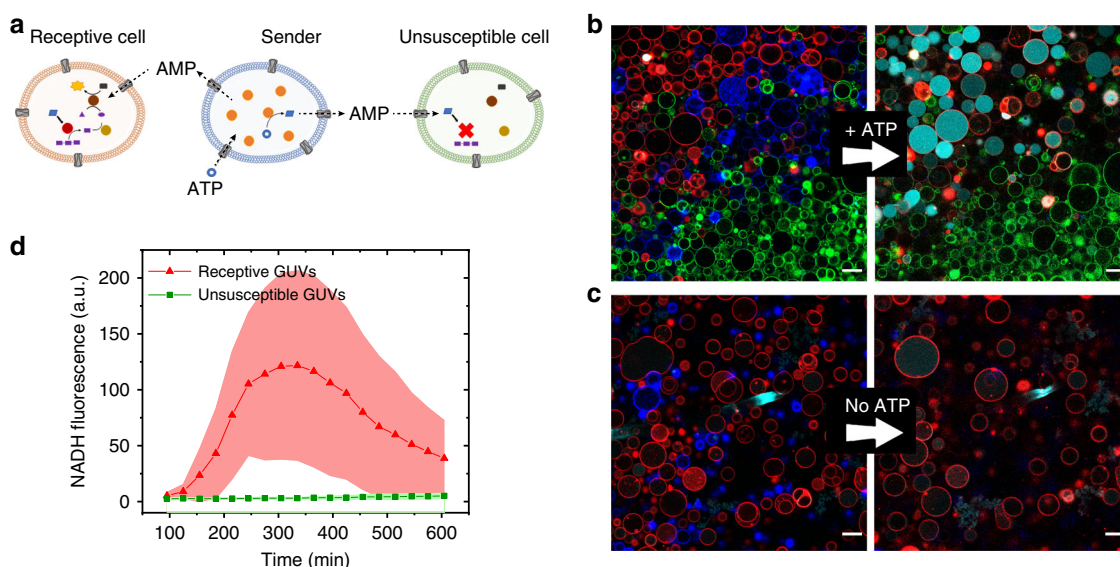 a
Receptive cell
Sender
Unsusceptible cell
AMP
AMP
ATP
b
+ ATP
d
NADH fluorescence (a.u.)
200
150
100
50
0
Receptive GUVs
Unsusceptible GUVs
100 200 300 400 500 600
Time (min)
c
No ATP